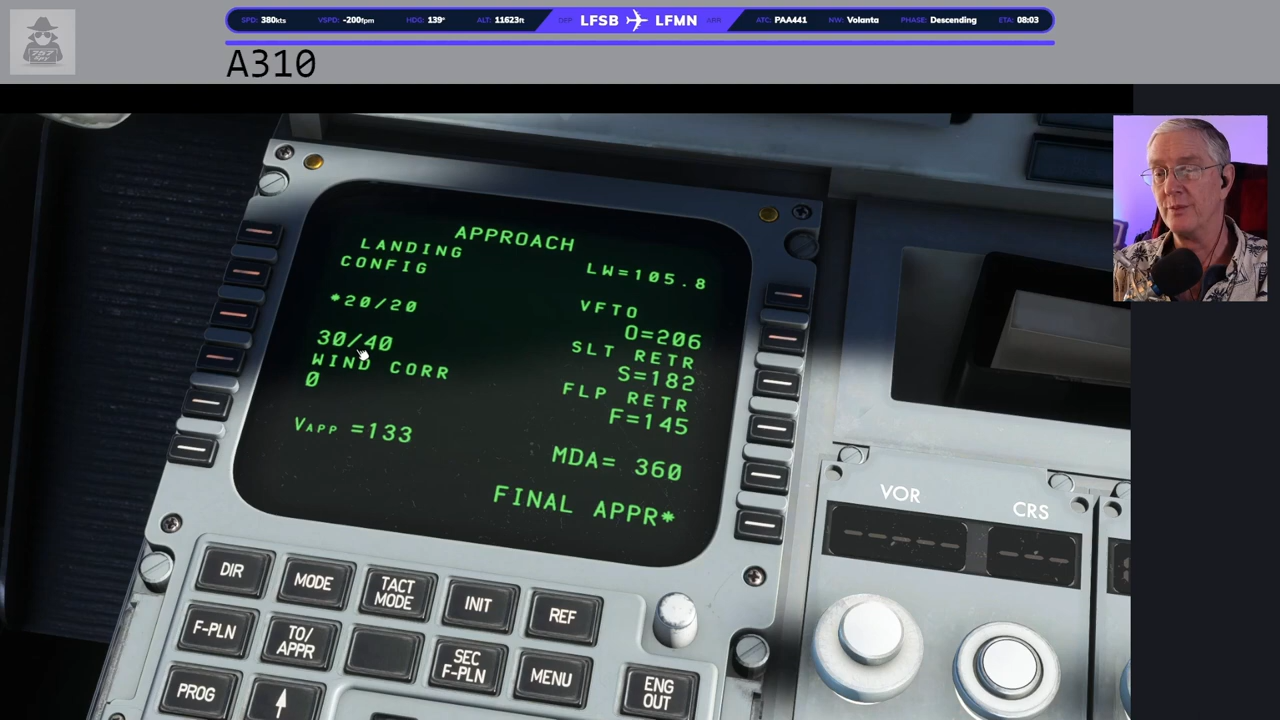 SPD: 380kts VSPD: -200fpm HDG: 139° ALT: 11623ft DEP LFSB LFMN ARR ATC: PAA441 NW: Volanta PHASE: Descending ETA: 08:03
757
A310
APPROACH
LANDING
CONFIG
LW=105.8
*20/20
VFTO
O=206
30/40
SLT RETR
WIND CORR
S=182
0
FLP RETR
F=145
VAPP =133
MDA= 360
FINAL APPR*
VOR
CRS
DIR
MODE
TACT
MODE
INIT
REF
F-PLN
TO/
APPR
SEC
F-PLN
MENU
ENG
OUT
PROG